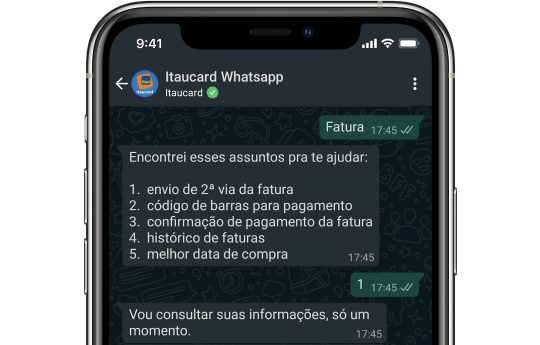 9:41
Itaucard Whatsapp
Itaucard
Fatura 17:45
Encontrei esses assuntos pra te ajudar:
1. envio de 2ª via da fatura
2. código de barras para pagamento
3. confirmação de pagamento da fatura
4. histórico de faturas
5. melhor data de compra
17:45
1 17:45
Vou consultar suas informações, só um
momento.
17:45